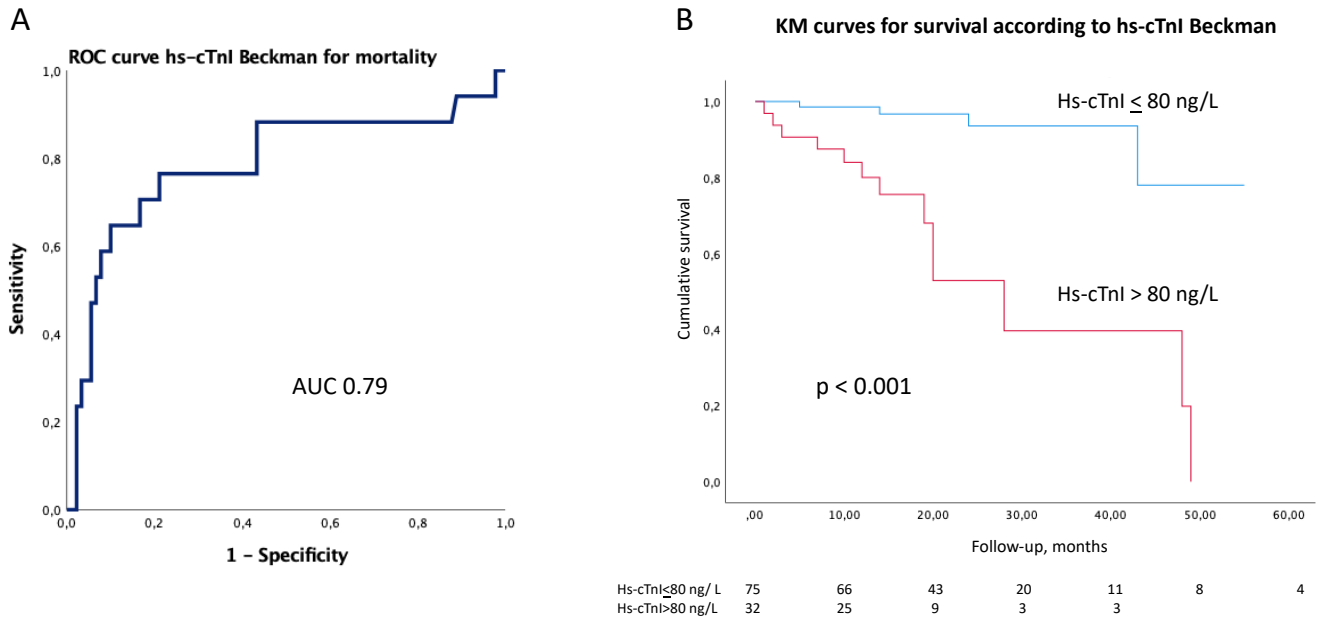 A
ROC curve hs-cTnI Beckman for mortality
1,0
0,8
0,6
0,4
0,2
0,0
Sensitivity
AUC 0.79
0,0 0,2 0,4 0,6 0,8 1,0
1 – Specificity
B
KM curves for survival according to hs-cTnI Beckman
1,0
0,8
0,6
0,4
0,2
0,0
Cumulative survival
Hs-cTnI ≤ 80 ng/L
Hs-cTnI > 80 ng/L
p < 0.001
,00 10,00 20,00 30,00 40,00 50,00 60,00
Follow-up, months
Hs-cTnI≤80 ng/ L 75 66 43 20 11 8 4
Hs-cTnI>80 ng/L 32 25 9 3 3